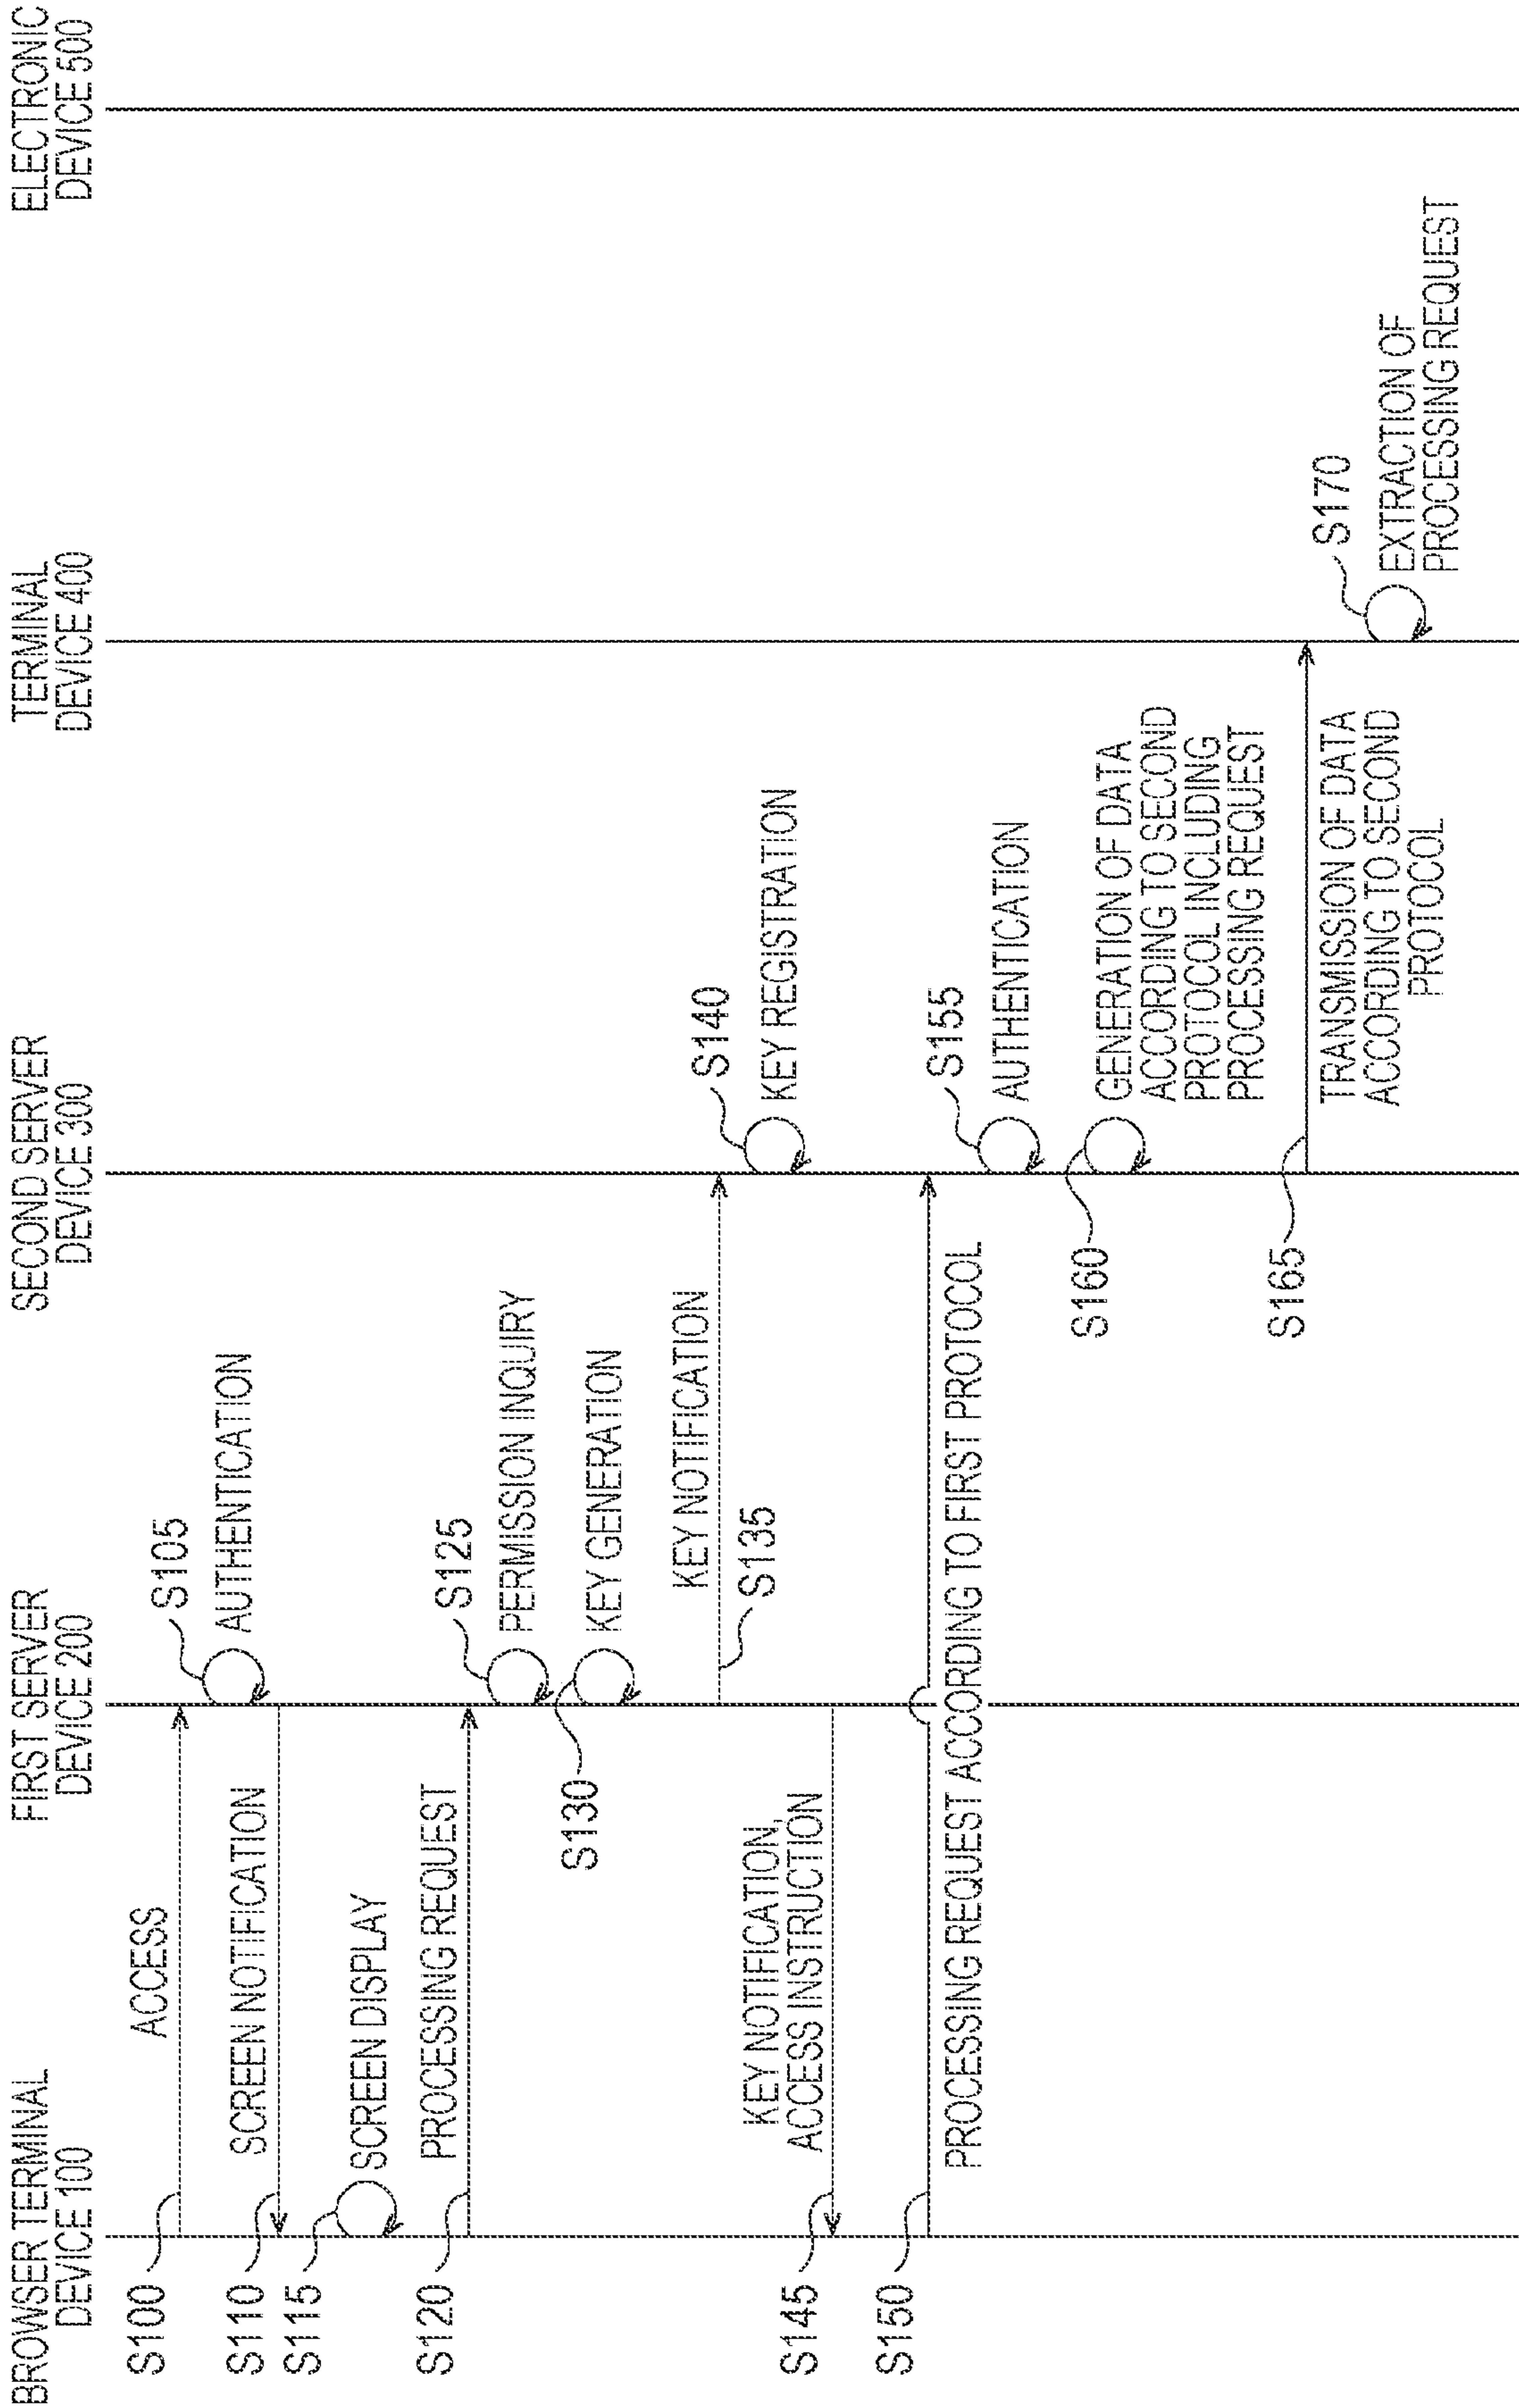 BROWSER TERMINAL
DEVICE 100
FIRST SERVER
DEVICE 200
SECOND SERVER
DEVICE 300
TERMINAL
DEVICE 400
ELECTRONIC
DEVICE 500
S100
ACCESS
S105
AUTHENTICATION
S110
SCREEN NOTIFICATION
S115
SCREEN DISPLAY
S120
PROCESSING REQUEST
S125
PERMISSION INQUIRY
S130
KEY GENERATION
KEY NOTIFICATION
S135
S140
KEY REGISTRATION
S145
KEY NOTIFICATION,
ACCESS INSTRUCTION
S150
PROCESSING REQUEST ACCORDING TO FIRST PROTOCOL
S155
AUTHENTICATION
S160
GENERATION OF DATA
ACCORDING TO SECOND
PROTOCOL INCLUDING
PROCESSING REQUEST
S165
TRANSMISSION OF DATA
ACCORDING TO SECOND
PROTOCOL
S170
EXTRACTION OF
PROCESSING REQUEST